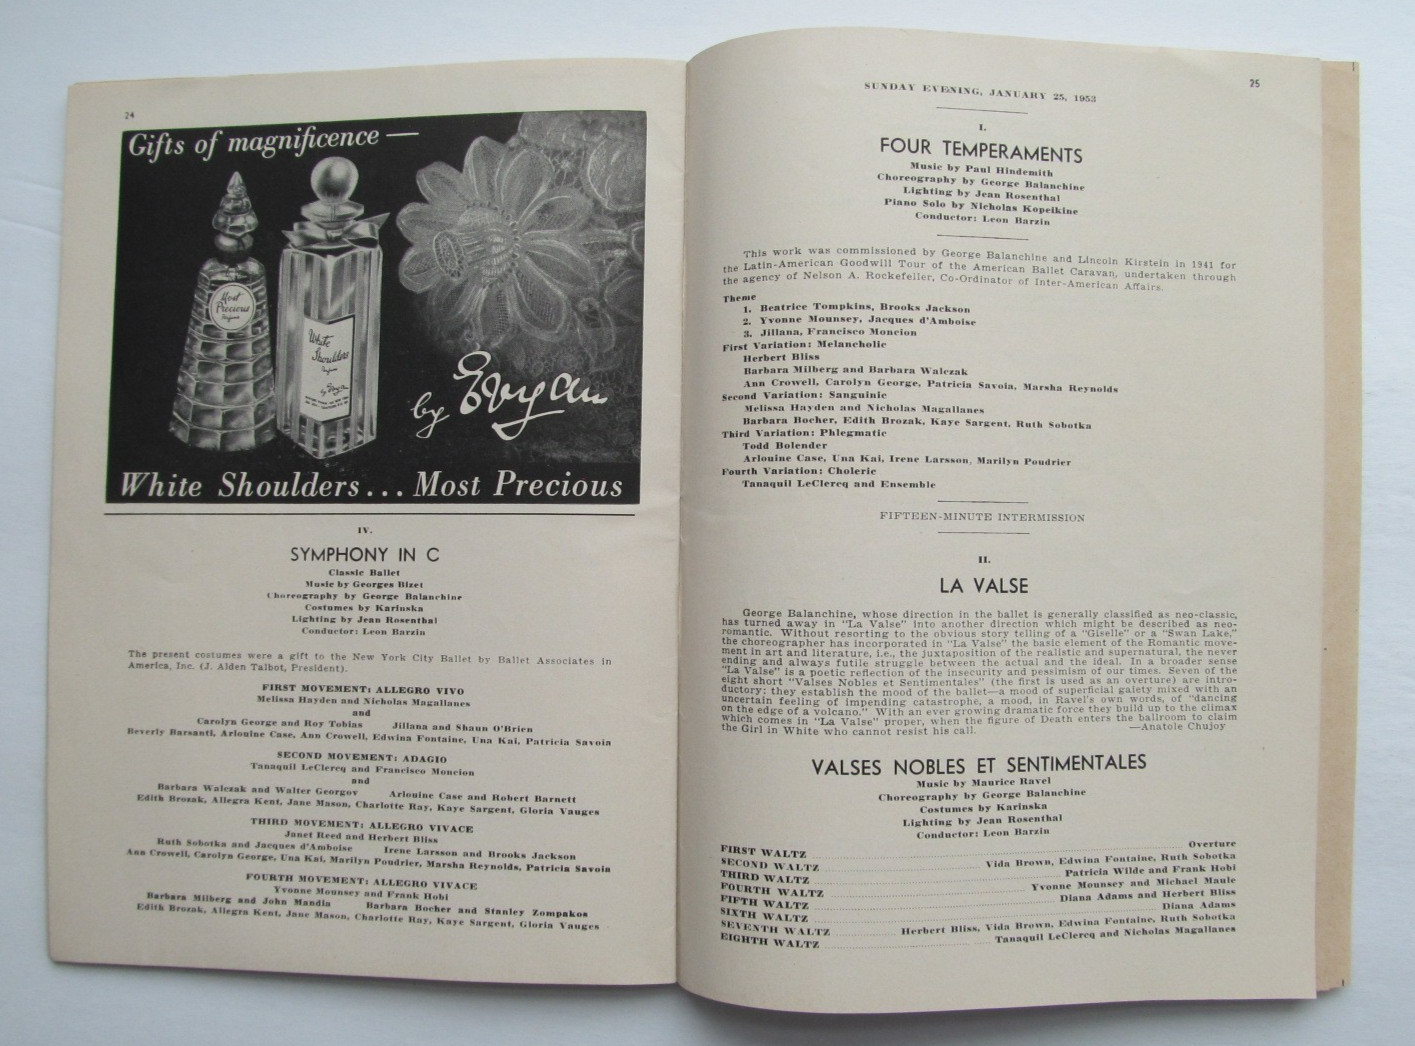 24
Gifts of magnificence —
Most
Precious
Perfume
White
Shoulders
Perfume
by Evyan
by Evyan
White Shoulders... Most Precious
IV.
SYMPHONY IN C
Classic Ballet
Music by Georges Bizet
Choreography by George Balanchine
Costumes by Karinska
Lighting by Jean Rosenthal
Conductor: Leon Barzin
The present costumes were a gift to the New York City Ballet by Ballet Associates in
America, Inc. (J. Alden Talbot, President).
FIRST MOVEMENT: ALLEGRO VIVO
Melissa Hayden and Nicholas Magallanes
and
Carolyn George and Roy Tobias Jillana and Shaun O'Brien
Beverly Barsanti, Arlouine Case, Ann Crowell, Edwina Fontaine, Una Kai, Patricia Savoia
SECOND MOVEMENT: ADAGIO
Tanaquil LeClercq and Francisco Moncion
and
Barbara Walczak and Walter Georgov Arlouine Case and Robert Barnett
Edith Brozak, Allegra Kent, Jane Mason, Charlotte Ray, Kaye Sargent, Gloria Vauges
THIRD MOVEMENT: ALLEGRO VIVACE
Janet Reed and Herbert Bliss
Ruth Sobotka and Jacques d'Amboise Irene Larsson and Brooks Jackson
Ann Crowell, Carolyn George, Una Kai, Marilyn Poudrier, Marsha Reynolds, Patricia Savoia
FOURTH MOVEMENT: ALLEGRO VIVACE
Yvonne Mounsey and Frank Hobi
Barbara Milberg and John Mandia Barbara Bocher and Stanley Zompakos
Edith Brozak, Allegra Kent, Jane Mason, Charlotte Ray, Kaye Sargent, Gloria Vauges
25
SUNDAY EVENING, JANUARY 25, 1953
I.
FOUR TEMPERAMENTS
Music by Paul Hindemith
Choreography by George Balanchine
Lighting by Jean Rosenthal
Piano Solo by Nicholas Kopeikine
Conductor: Leon Barzin
This work was commissioned by George Balanchine and Lincoln Kirstein in 1941 for
the Latin-American Goodwill Tour of the American Ballet Caravan, undertaken through
the agency of Nelson A. Rockefeller, Co-Ordinator of Inter-American Affairs.
Theme
1. Beatrice Tompkins, Brooks Jackson
2. Yvonne Mounsey, Jacques d'Amboise
3. Jillana, Francisco Moncion
First Variation: Melancholic
Herbert Bliss
Barbara Milberg and Barbara Walczak
Ann Crowell, Carolyn George, Patricia Savoia, Marsha Reynolds
Second Variation: Sanguinic
Melissa Hayden and Nicholas Magallanes
Barbara Bocher, Edith Brozak, Kaye Sargent, Ruth Sobotka
Third Variation: Phlegmatic
Todd Bolender
Arlouine Case, Una Kai, Irene Larsson, Marilyn Poudrier
Fourth Variation: Choleric
Tanaquil LeClercq and Ensemble
FIFTEEN-MINUTE INTERMISSION
II.
LA VALSE
George Balanchine, whose direction in the ballet is generally classified as neo-classic,
has turned away in "La Valse" into another direction which might be described as neo-
romantic. Without resorting to the obvious story telling of a "Giselle" or a "Swan Lake,"
the choreographer has incorporated in "La Valse" the basic element of the Romantic move-
ment in art and literature, i.e., the juxtaposition of the realistic and supernatural, the never
ending and always futile struggle between the actual and the ideal. In a broader sense
"La Valse" is a poetic reflection of the insecurity and pessimism of our times. Seven of the
eight short "Valses Nobles et Sentimentales" (the first is used as an overture) are intro-
ductory: they establish the mood of the ballet—a mood of superficial gaiety mixed with an
uncertain feeling of impending catastrophe, a mood, in Ravel's own words, of "dancing
on the edge of a volcano." With an ever growing dramatic force they build up to the climax
which comes in "La Valse" proper, when the figure of Death enters the ballroom to claim
the Girl in White who cannot resist his call. —Anatole Chujoy
VALSES NOBLES ET SENTIMENTALES
Music by Maurice Ravel
Choreography by George Balanchine
Costumes by Karinska
Lighting by Jean Rosenthal
Conductor: Leon Barzin
FIRST WALTZ Overture
SECOND WALTZ Vida Brown, Edwina Fontaine, Ruth Sobotka
THIRD WALTZ Patricia Wilde and Frank Hobi
FOURTH WALTZ Yvonne Mounsey and Michael Maule
FIFTH WALTZ Diana Adams and Herbert Bliss
SIXTH WALTZ Diana Adams
SEVENTH WALTZ Herbert Bliss, Vida Brown, Edwina Fontaine, Ruth Sobotka
EIGHTH WALTZ Tanaquil LeClercq and Nicholas Magallanes